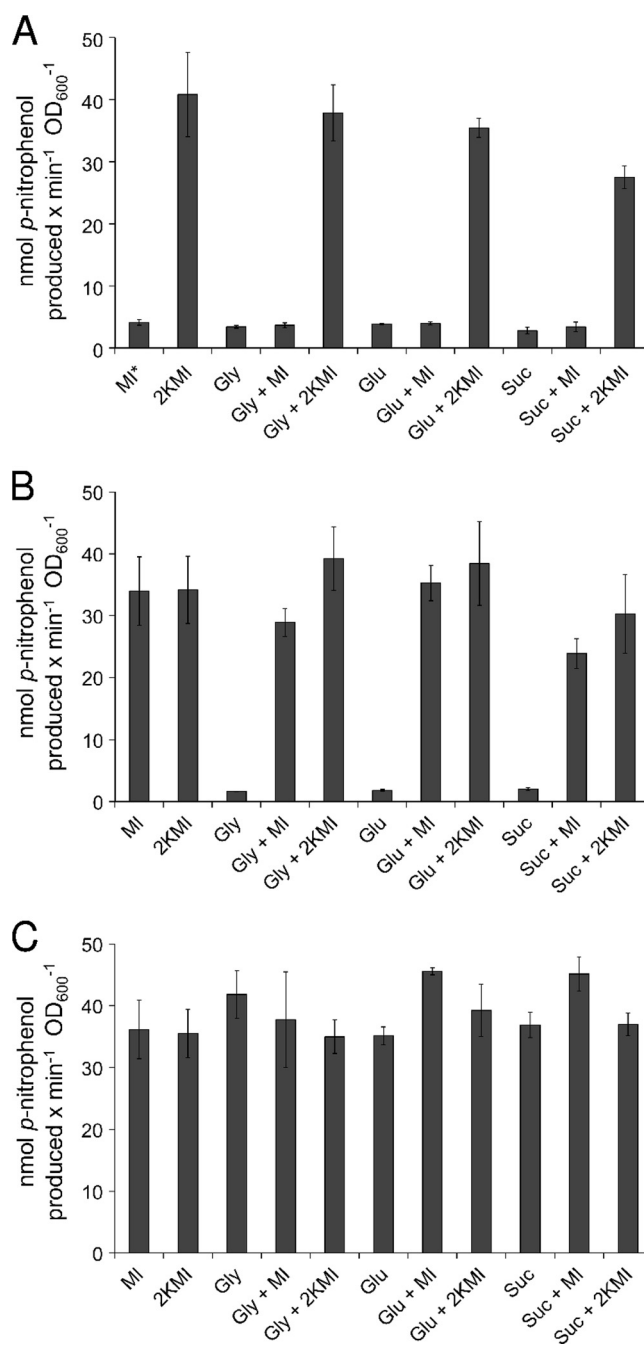 A
nmol p-nitrophenol
produced x min-1 OD600-1
50
40
30
20
10
0
MI*
2KMI
Gly
Gly + MI
Gly + 2KMI
Glu
Glu + MI
Glu + 2KMI
Suc
Suc + MI
Suc + 2KMI
B
nmol p-nitrophenol
produced x min-1 OD600-1
50
40
30
20
10
0
MI
2KMI
Gly
Gly + MI
Gly + 2KMI
Glu
Glu + MI
Glu + 2KMI
Suc
Suc + MI
Suc + 2KMI
C
nmol p-nitrophenol
produced x min-1 OD600-1
50
40
30
20
10
0
MI
2KMI
Gly
Gly + MI
Gly + 2KMI
Glu
Glu + MI
Glu + 2KMI
Suc
Suc + MI
Suc + 2KMI